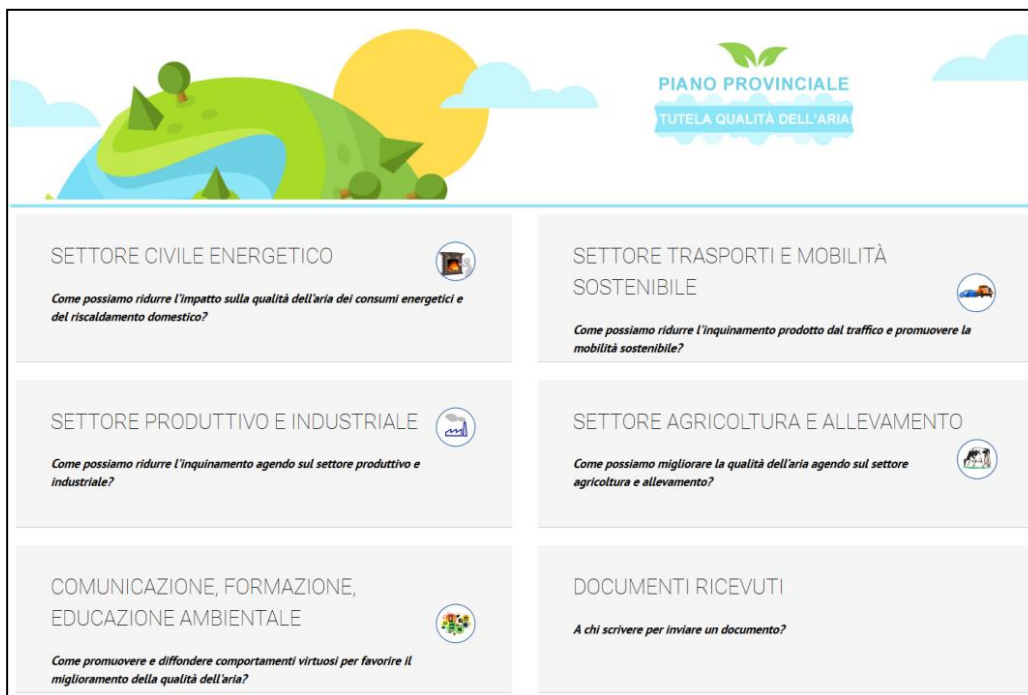 PIANO PROVINCIALE
TUTELA QUALITÀ DELL'ARIA
SETTORE CIVILE ENERGETICO
Come possiamo ridurre l'impatto sulla qualità dell'aria dei consumi energetici e
del riscaldamento domestico?
SETTORE TRASPORTI E MOBILITÀ
SOSTENIBILE
Come possiamo ridurre l'inquinamento prodotto dal traffico e promuovere la
mobilità sostenibile?
SETTORE PRODUTTIVO E INDUSTRIALE
Come possiamo ridurre l'inquinamento agendo sul settore produttivo e
industriale?
SETTORE AGRICOLTURA E ALLEVAMENTO
Come possiamo migliorare la qualità dell'aria agendo sul settore
agricoltura e allevamento?
COMUNICAZIONE, FORMAZIONE,
EDUCAZIONE AMBIENTALE
Come promuovere e diffondere comportamenti virtuosi per favorire il
miglioramento della qualità dell'aria?
DOCUMENTI RICEVUTI
A chi scrivere per inviare un documento?